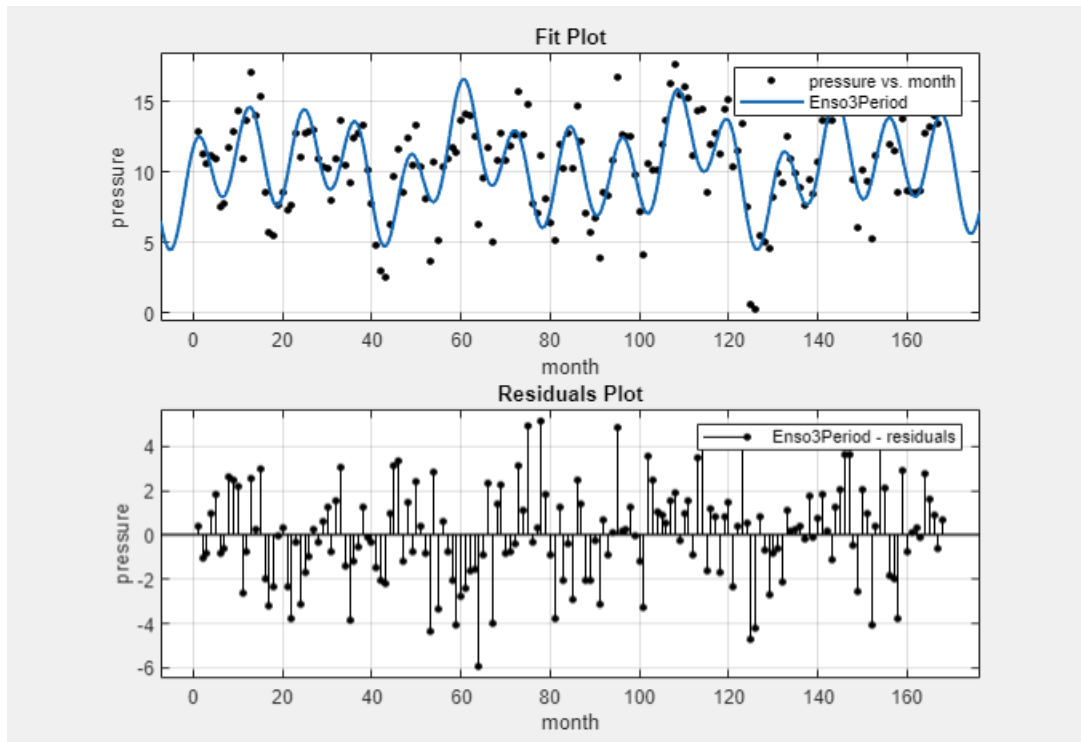 Fit Plot
15
10
5
0
pressure
pressure vs. month
Enso3Period
0 20 40 60 80 100 120 140 160
month
Residuals Plot
4
2
0
-2
-4
-6
pressure
Enso3Period - residuals
0 20 40 60 80 100 120 140 160
month